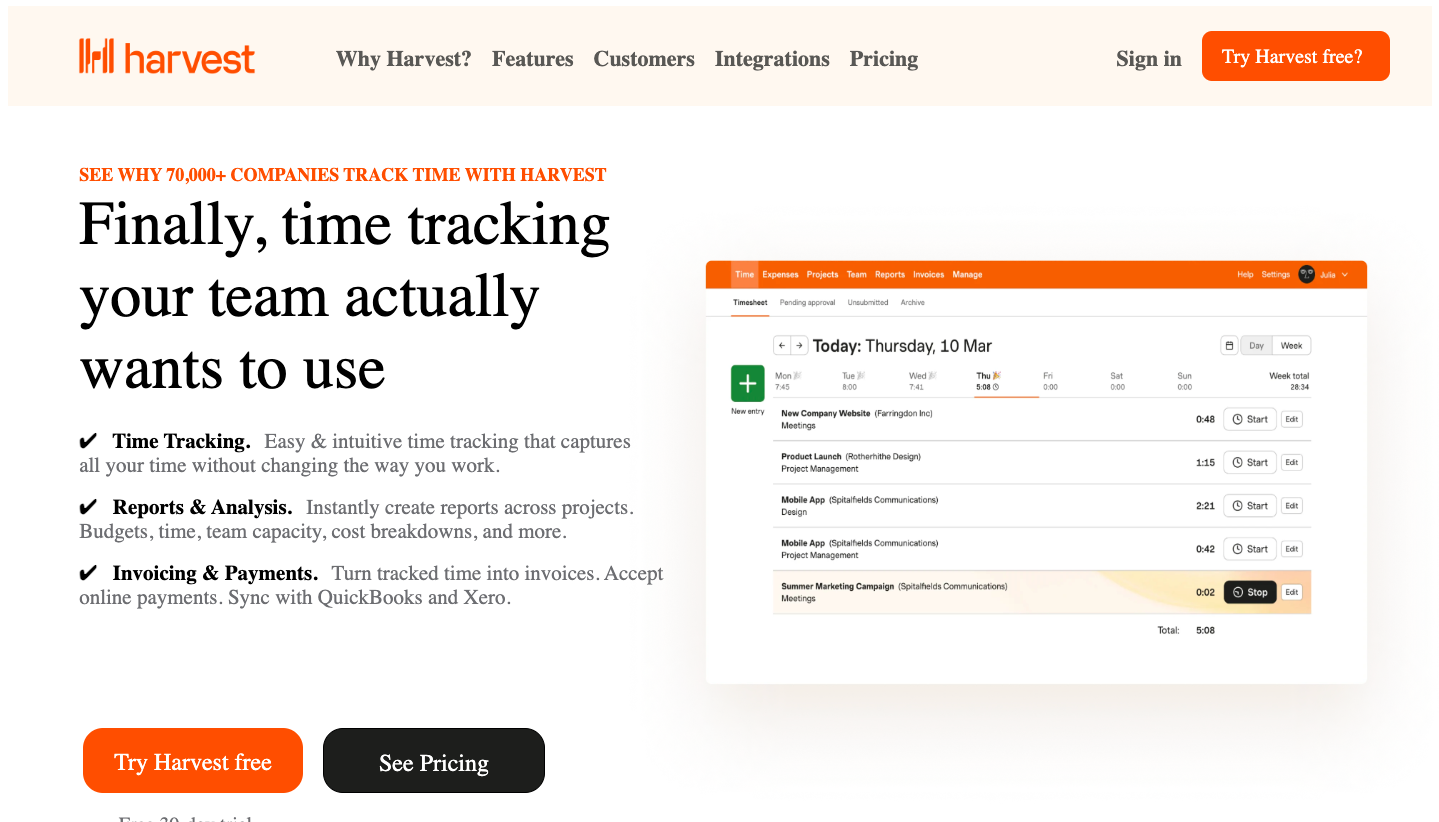 harvest
Why Harvest? Features Customers Integrations Pricing
Sign in
Try Harvest free?
SEE WHY 70,000+ COMPANIES TRACK TIME WITH HARVEST
Finally, time tracking
your team actually
wants to use
✔ Time Tracking. Easy & intuitive time tracking that captures
all your time without changing the way you work.
✔ Reports & Analysis. Instantly create reports across projects.
Budgets, time, team capacity, cost breakdowns, and more.
✔ Invoicing & Payments. Turn tracked time into invoices. Accept
online payments. Sync with QuickBooks and Xero.
Try Harvest free
See Pricing
Free 30-day trial
Time Expenses Projects Team Reports Invoices Manage
Help Settings Julia
Timesheet Pending approval Unsubmitted Archive
← → Today: Thursday, 10 Mar
Day Week
New entry
Mon Tue Wed Thu Fri Sat Sun Week total
7:45 8:00 7:41 5:08 0:00 0:00 0:00 28:34
New Company Website (Farringdon Inc)
Meetings
0:48 Start Edit
Product Launch (Rotherhithe Design)
Project Management
1:15 Start Edit
Mobile App (Spitalfields Communications)
Design
2:21 Start Edit
Mobile App (Spitalfields Communications)
Project Management
0:42 Start Edit
Summer Marketing Campaign (Spitalfields Communications)
Meetings
0:02 Stop Edit
Total: 5:08